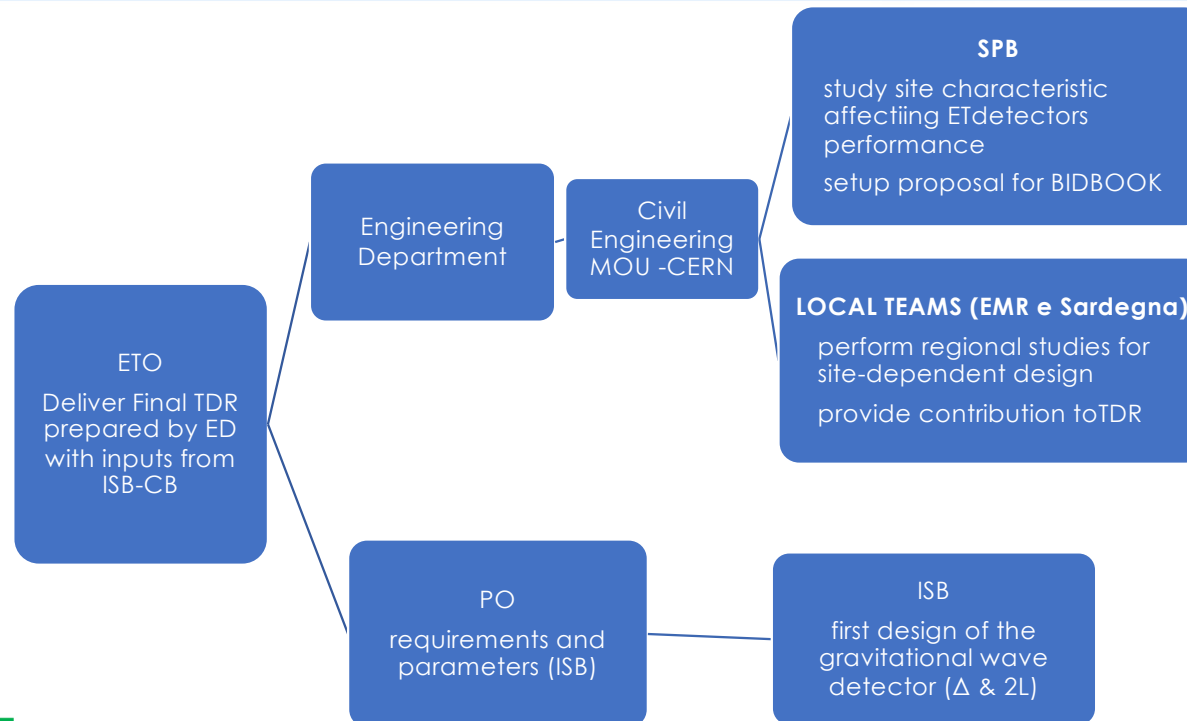 SPB
study site characteristic
affectiing ETdetectors
performance
setup proposal for BIDBOOK
Engineering
Department
Civil
Engineering
MOU -CERN
LOCAL TEAMS (EMR e Sardegna)
perform regional studies for
site-dependent design
provide contribution toTDR
ETO
Deliver Final TDR
prepared by ED
with inputs from
ISB-CB
PO
requirements and
parameters (ISB)
ISB
first design of the
gravitational wave
detector (Δ & 2L)